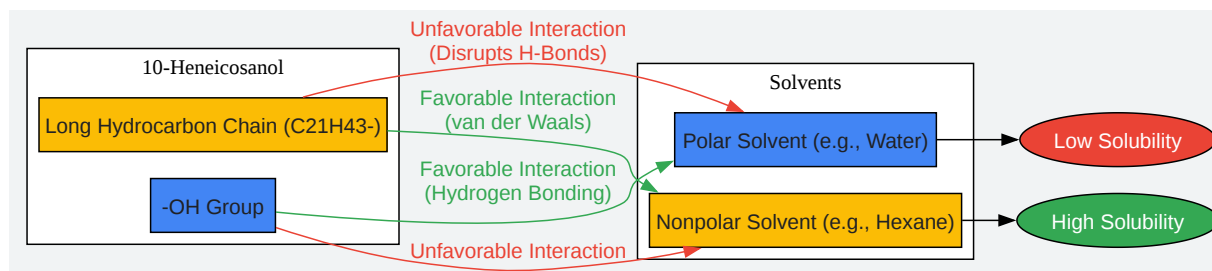 Unfavorable Interaction
(Disrupts H-Bonds)
10-Heneicosanol
Solvents
Long Hydrocarbon Chain (C21H43-)
Favorable Interaction
(van der Waals)
Polar Solvent (e.g., Water)
Low Solubility
Favorable Interaction
(Hydrogen Bonding)
-OH Group
Nonpolar Solvent (e.g., Hexane)
High Solubility
Unfavorable Interaction